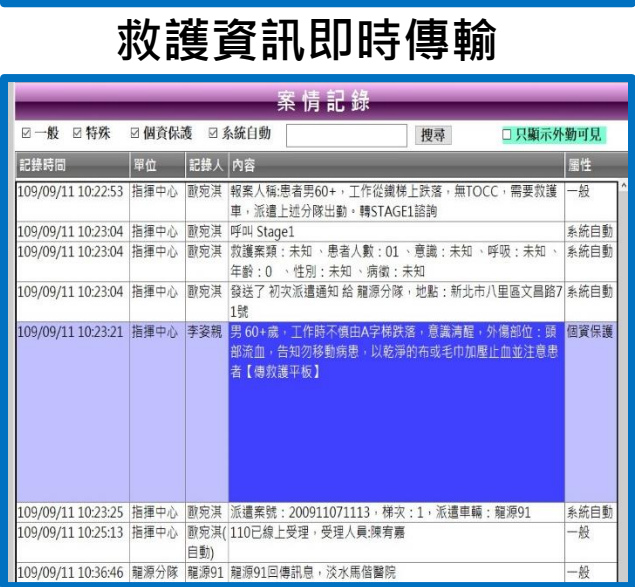 救護資訊即時傳輸
案情記錄
☑ 一般 ☑ 特殊 ☑ 個資保護 ☑ 系統自動 搜尋 □ 只顯示外勤可見
記錄時間 單位 記錄人 內容 屬性
109/09/11 10:22:53 指揮中心 歐宛淇 報案人稱:患者男60+，工作從鐵梯上跌落，無TOCC，需要救護 一般
車，派遣上述分隊出勤。轉STAGE1諮詢
109/09/11 10:23:04 指揮中心 歐宛淇 呼叫 Stage1 系統自動
109/09/11 10:23:04 指揮中心 歐宛淇 救護案類：未知 、患者人數：01 、意識：未知 、呼吸：未知 、 系統自動
年齡：0 、性別：未知 、病徵：未知
109/09/11 10:23:04 指揮中心 歐宛淇 發送了 初次派遣通知 給 龍源分隊，地點：新北市八里區文昌路7 系統自動
1號
109/09/11 10:23:21 指揮中心 李姿親 男 60+歲，工作時不慎由A字梯跌落，意識清醒，外傷部位：頭 個資保護
部流血，告知勿移動病患，以乾淨的布或毛巾加壓止血並注意患
者【傳救護平板】
109/09/11 10:23:25 指揮中心 歐宛淇 派遣案號：200911071113，梯次：1，派遣車輛：龍源91 系統自動
109/09/11 10:25:13 指揮中心 歐宛淇( 110已線上受理，受理人員:陳宥嘉 一般
自動)
109/09/11 10:36:46 龍源分隊 龍源91 龍源91回傳訊息，淡水馬偕醫院 一般